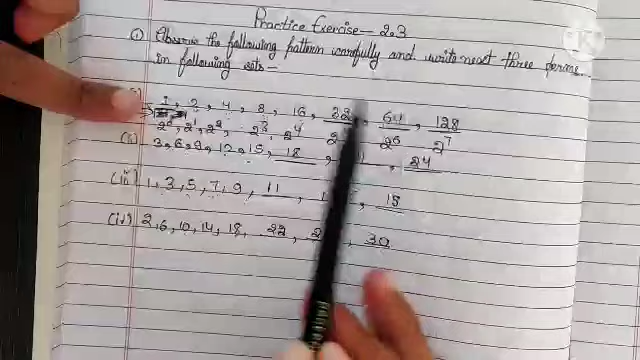 Practice Exercise - 2.3
(1) Observe the following pattern carefully and write next three terms
in following sets -
1, 2, 4, 8, 16, 32, 64, 128
2⁰, 2¹, 2², 2³, 2⁴ 2⁶ 2⁷
(ii) 3, 6, 9, 12, 15, 18, 24
(iii) 1, 3, 5, 7, 9, 11, 15
(iv) 2, 6, 10, 14, 18, 22, 30